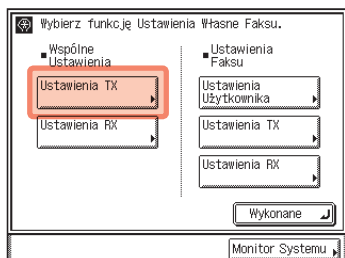 Wybierz funkcję Ustawienia Własne Faksu.
Wspólne
Ustawienia
Ustawienia TX
Ustawienia RX
Ustawienia
Faksu
Ustawienia
Użytkownika
Ustawienia TX
Ustawienia RX
Wykonane
Monitor Systemu